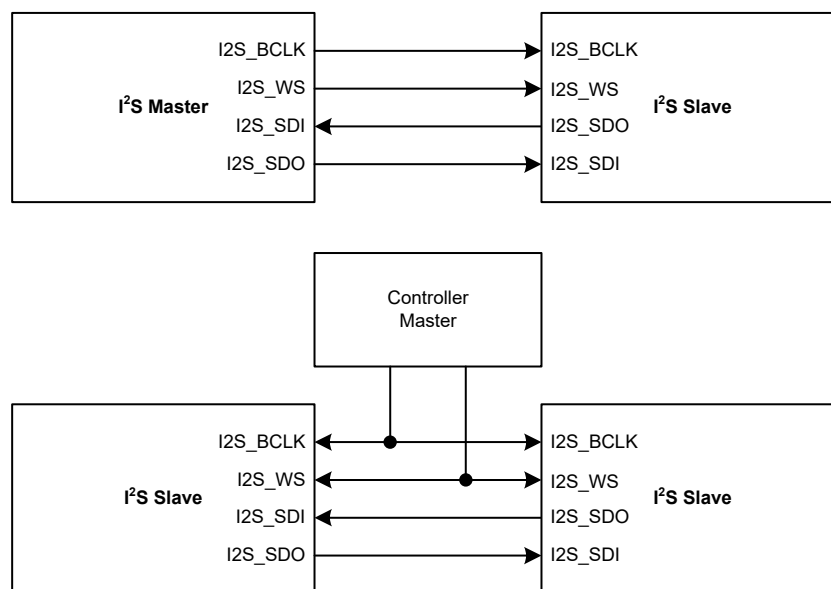 I2S_BCLK I2S_BCLK
I2S_WS I2S_WS
I²S Master I²S Slave
I2S_SDI I2S_SDO
I2S_SDO I2S_SDI
Controller
Master
I2S_BCLK I2S_BCLK
I2S_WS I2S_WS
I²S Slave I²S Slave
I2S_SDI I2S_SDO
I2S_SDO I2S_SDI